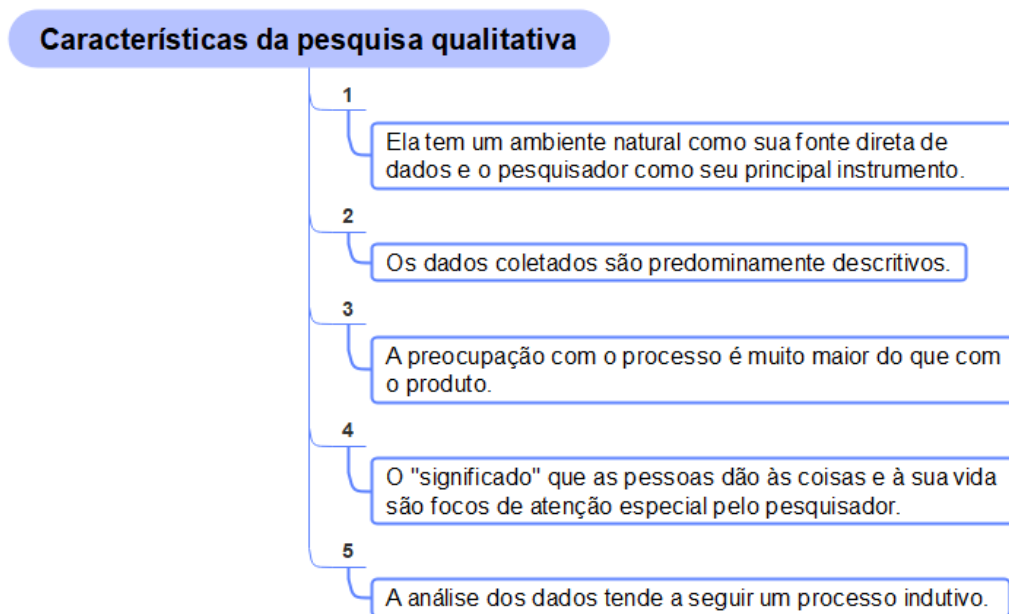 Características da pesquisa qualitativa
1
Ela tem um ambiente natural como sua fonte direta de
dados e o pesquisador como seu principal instrumento.
2
Os dados coletados são predominamente descritivos.
3
A preocupação com o processo é muito maior do que com
o produto.
4
O "significado" que as pessoas dão às coisas e à sua vida
são focos de atenção especial pelo pesquisador.
5
A análise dos dados tende a seguir um processo indutivo.